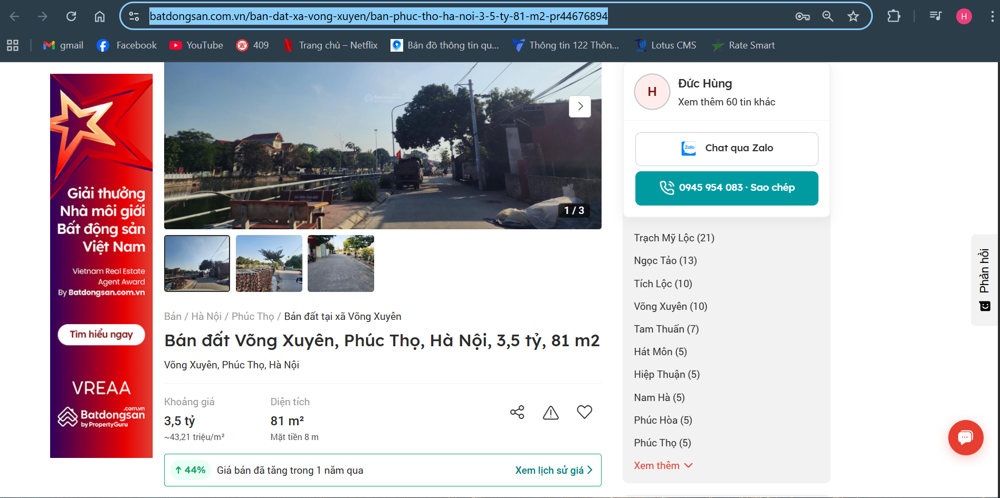 batdongsan.com.vn/ban-dat-xa-vong-xuyen/ban-phuc-tho-ha-noi-3-5-ty-81-m2-pr44676894
H
gmail
Facebook
YouTube
409
Trang chủ – Netflix
Bản đồ thông tin qu...
Thông tin 122 Thôn...
Lotus CMS
Rate Smart
Giải thưởng
Nhà môi giới
Bất động sản
Việt Nam
Vietnam Real Estate
Agent Award
By Batdongsan.com.vn
Tìm hiểu ngay
VREAA
Batdongsan
.com.vn
by PropertyGuru
Batdongsan
1 / 3
Bán / Hà Nội / Phúc Thọ / Bán đất tại xã Võng Xuyên
Bán đất Võng Xuyên, Phúc Thọ, Hà Nội, 3,5 tỷ, 81 m2
Võng Xuyên, Phúc Thọ, Hà Nội
Khoảng giá
3,5 tỷ
~43,21 triệu/m²
Diện tích
81 m²
Mặt tiền 8 m
44%
Giá bán đã tăng trong 1 năm qua
Xem lịch sử giá
H
Đức Hùng
Xem thêm 60 tin khác
Zalo
Chat qua Zalo
0945 954 083 · Sao chép
Trạch Mỹ Lộc (21)
Ngọc Tảo (13)
Tích Lộc (10)
Võng Xuyên (10)
Tam Thuấn (7)
Hát Môn (5)
Hiệp Thuận (5)
Nam Hà (5)
Phúc Hòa (5)
Phúc Thọ (5)
Xem thêm
Phản hồi